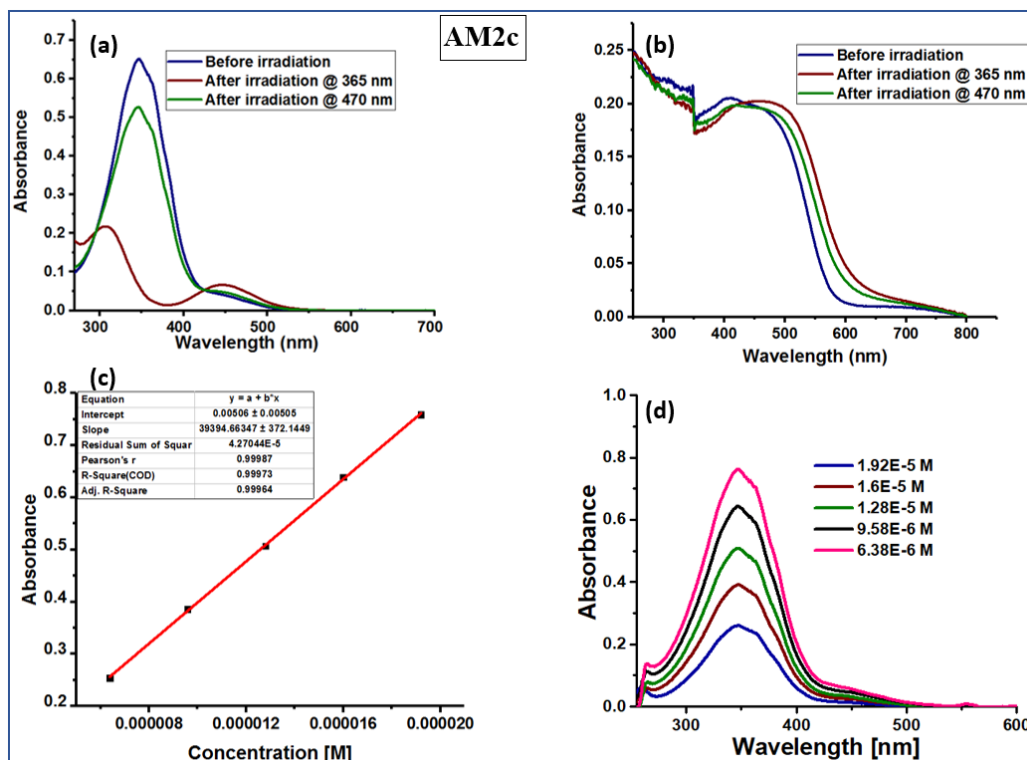 AM2c
(a)
Before irradiation
After irradiation @ 365 nm
After irradiation @ 470 nm
Absorbance
0.7
0.6
0.5
0.4
0.3
0.2
0.1
0.0
300 400 500 600 700
Wavelength (nm)
(b)
Before irradiation
After irradiation @ 365 nm
After irradiation @ 470 nm
Absorbance
0.25
0.20
0.15
0.10
0.05
0.00
300 400 500 600 700 800
Wavelength (nm)
(c)
Equation y = a + b*x
Intercept 0.00506 ± 0.00505
Slope 39394.66347 ± 372.1449
Residual Sum of Squar 4.27044E-5
Pearson's r 0.99987
R-Square(COD) 0.99973
Adj. R-Square 0.99964
Absorbance
0.8
0.7
0.6
0.5
0.4
0.3
0.2
0.000008 0.000012 0.000016 0.000020
Concentration [M]
(d)
1.92E-5 M
1.6E-5 M
1.28E-5 M
9.58E-6 M
6.38E-6 M
Absorbance
1.0
0.8
0.6
0.4
0.2
0.0
300 400 500 600
Wavelength [nm]